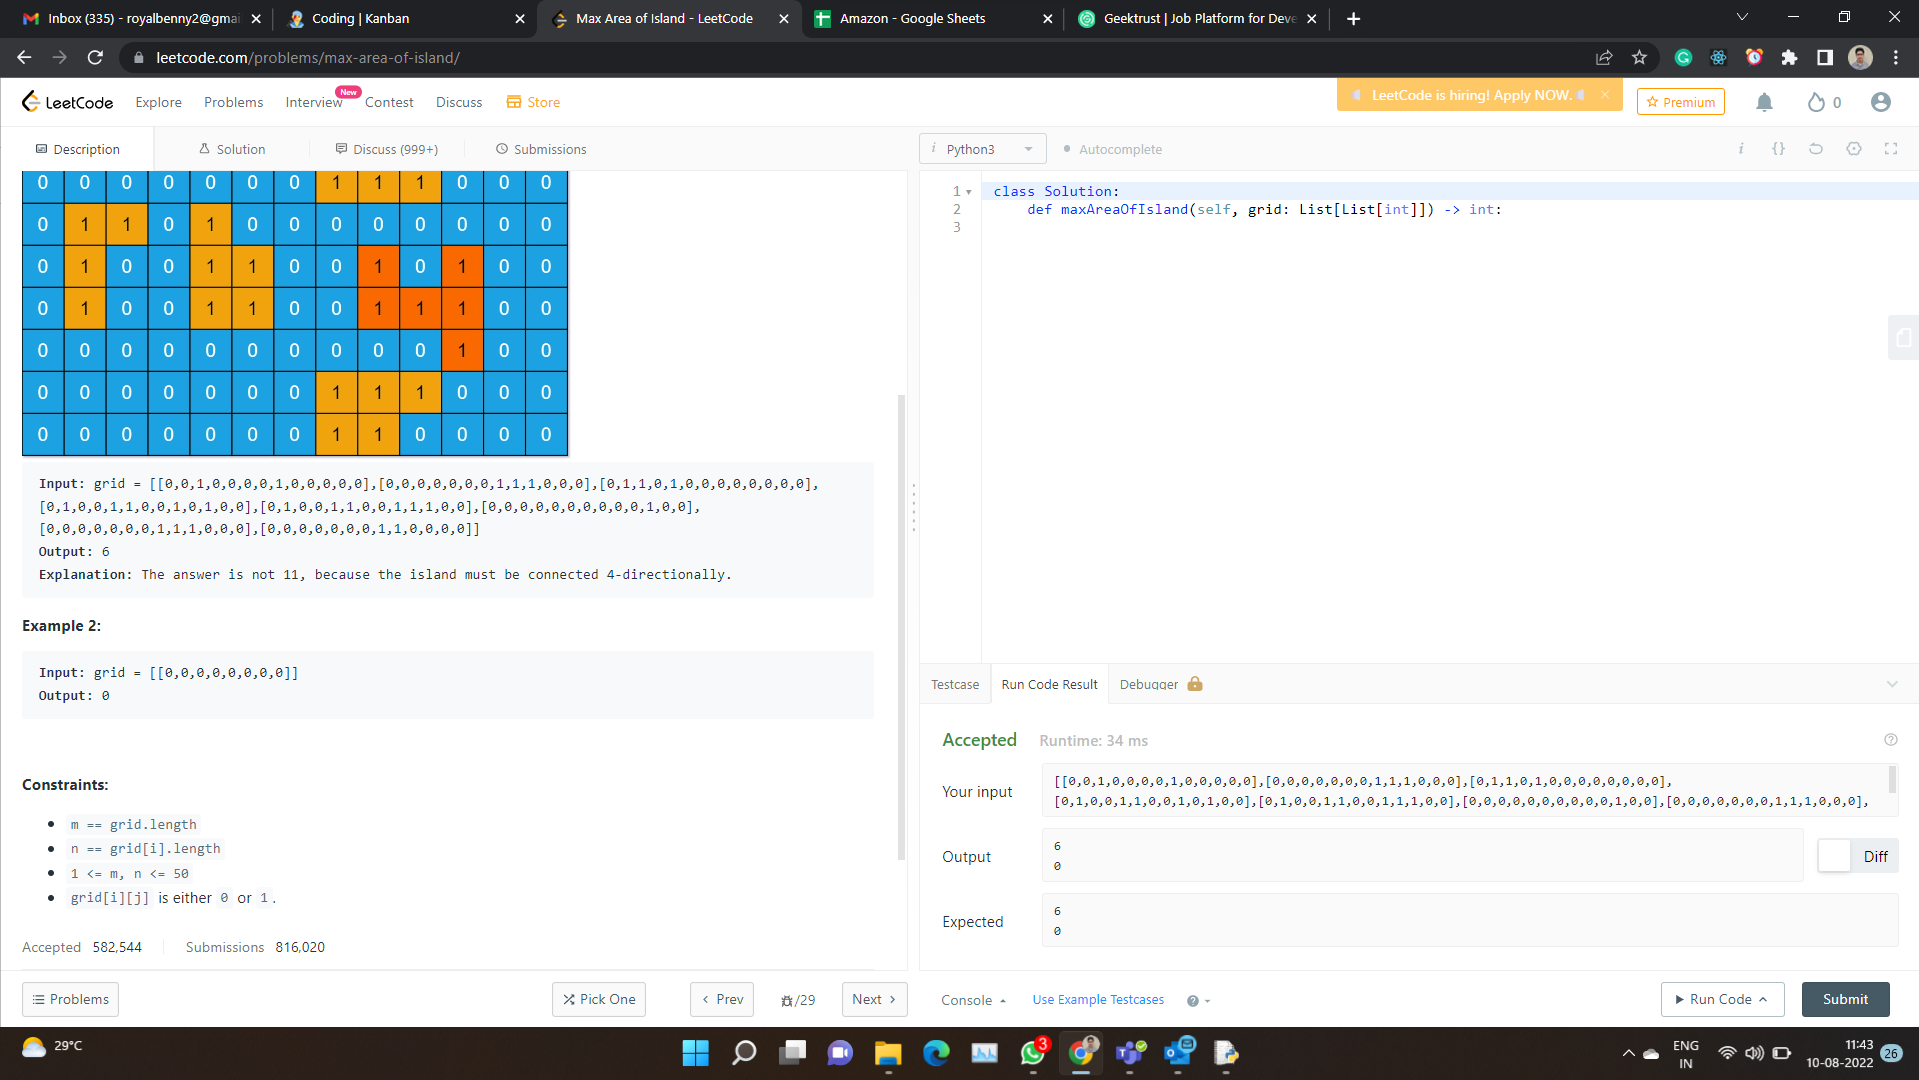 Inbox (335) - royalbenny2@gmai
Coding | Kanban
Max Area of Island - LeetCode
Amazon - Google Sheets
Geektrust | Job Platform for Deve
leetcode.com/problems/max-area-of-island/
LeetCode
Explore
Problems
Interview
New
Contest
Discuss
Store
LeetCode is hiring! Apply NOW.
Premium
0
Description
Solution
Discuss (999+)
Submissions
0 0 0 0 0 0 0 1 1 1 0 0 0
0 1 1 0 1 0 0 0 0 0 0 0 0
0 1 0 0 1 1 0 0 1 0 1 0 0
0 1 0 0 1 1 0 0 1 1 1 0 0
0 0 0 0 0 0 0 0 0 0 1 0 0
0 0 0 0 0 0 0 1 1 1 0 0 0
0 0 0 0 0 0 0 1 1 0 0 0 0
Input: grid = [[0,0,1,0,0,0,0,1,0,0,0,0,0],[0,0,0,0,0,0,0,1,1,1,0,0,0],[0,1,1,0,1,0,0,0,0,0,0,0,0],
[0,1,0,0,1,1,0,0,1,0,1,0,0],[0,1,0,0,1,1,0,0,1,1,1,0,0],[0,0,0,0,0,0,0,0,0,0,1,0,0],
[0,0,0,0,0,0,0,1,1,1,0,0,0],[0,0,0,0,0,0,0,1,1,0,0,0,0]]
Output: 6
Explanation: The answer is not 11, because the island must be connected 4-directionally.
Example 2:
Input: grid = [[0,0,0,0,0,0,0,0]]
Output: 0
Constraints:
m == grid.length
n == grid[i].length
1 <= m, n <= 50
grid[i][j] is either 0 or 1.
Accepted 582,544 Submissions 816,020
Problems
Pick One
Prev
/29
Next
Python3
Autocomplete
1 class Solution:
2 def maxAreaOfIsland(self, grid: List[List[int]]) -> int:
3
Testcase
Run Code Result
Debugger
Accepted Runtime: 34 ms
Your input
[[0,0,1,0,0,0,0,1,0,0,0,0,0],[0,0,0,0,0,0,0,1,1,1,0,0,0],[0,1,1,0,1,0,0,0,0,0,0,0,0],
[0,1,0,0,1,1,0,0,1,0,1,0,0],[0,1,0,0,1,1,0,0,1,1,1,0,0],[0,0,0,0,0,0,0,0,0,0,1,0,0],[0,0,0,0,0,0,0,1,1,1,0,0,0],
Output
6
0
Diff
Expected
6
0
Console
Use Example Testcases
Run Code
Submit
29°C
3
ENG
IN
11:43
10-08-2022
26